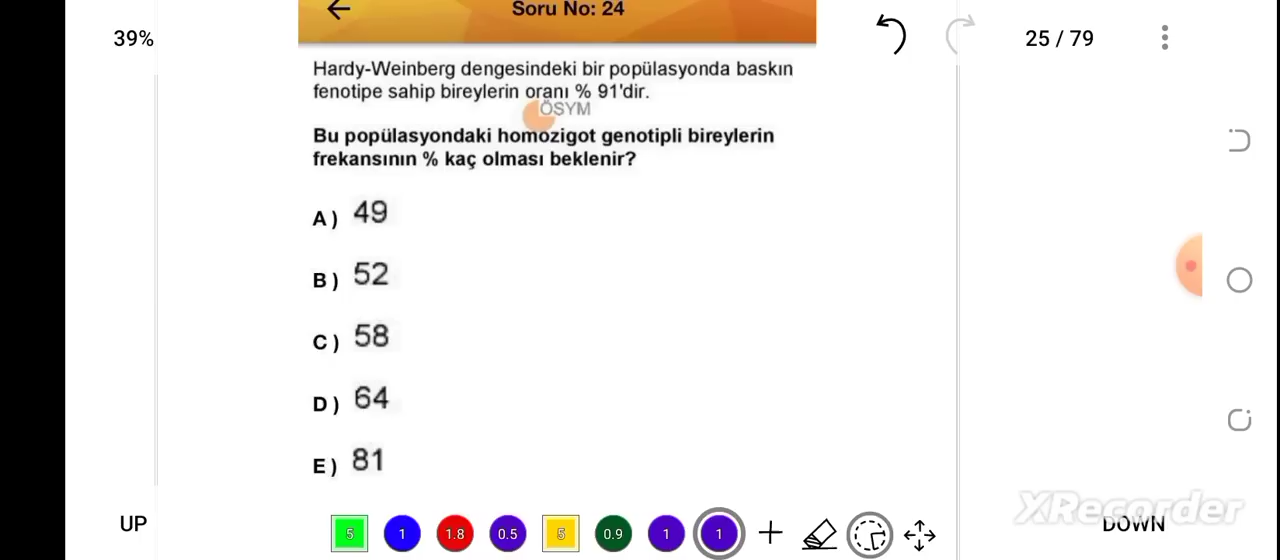 Soru No: 24
39%
25 / 79
Hardy-Weinberg dengesindeki bir popülasyonda baskın
fenotipe sahip bireylerin oranı % 91'dir.
ÖSYM
Bu popülasyondaki homozigot genotipli bireylerin
frekansının % kaç olması beklenir?
A) 49
B) 52
C) 58
D) 64
E) 81
XRecorder
UP
5 1 1.8 0.5 5 0.9 1 1
DOWN